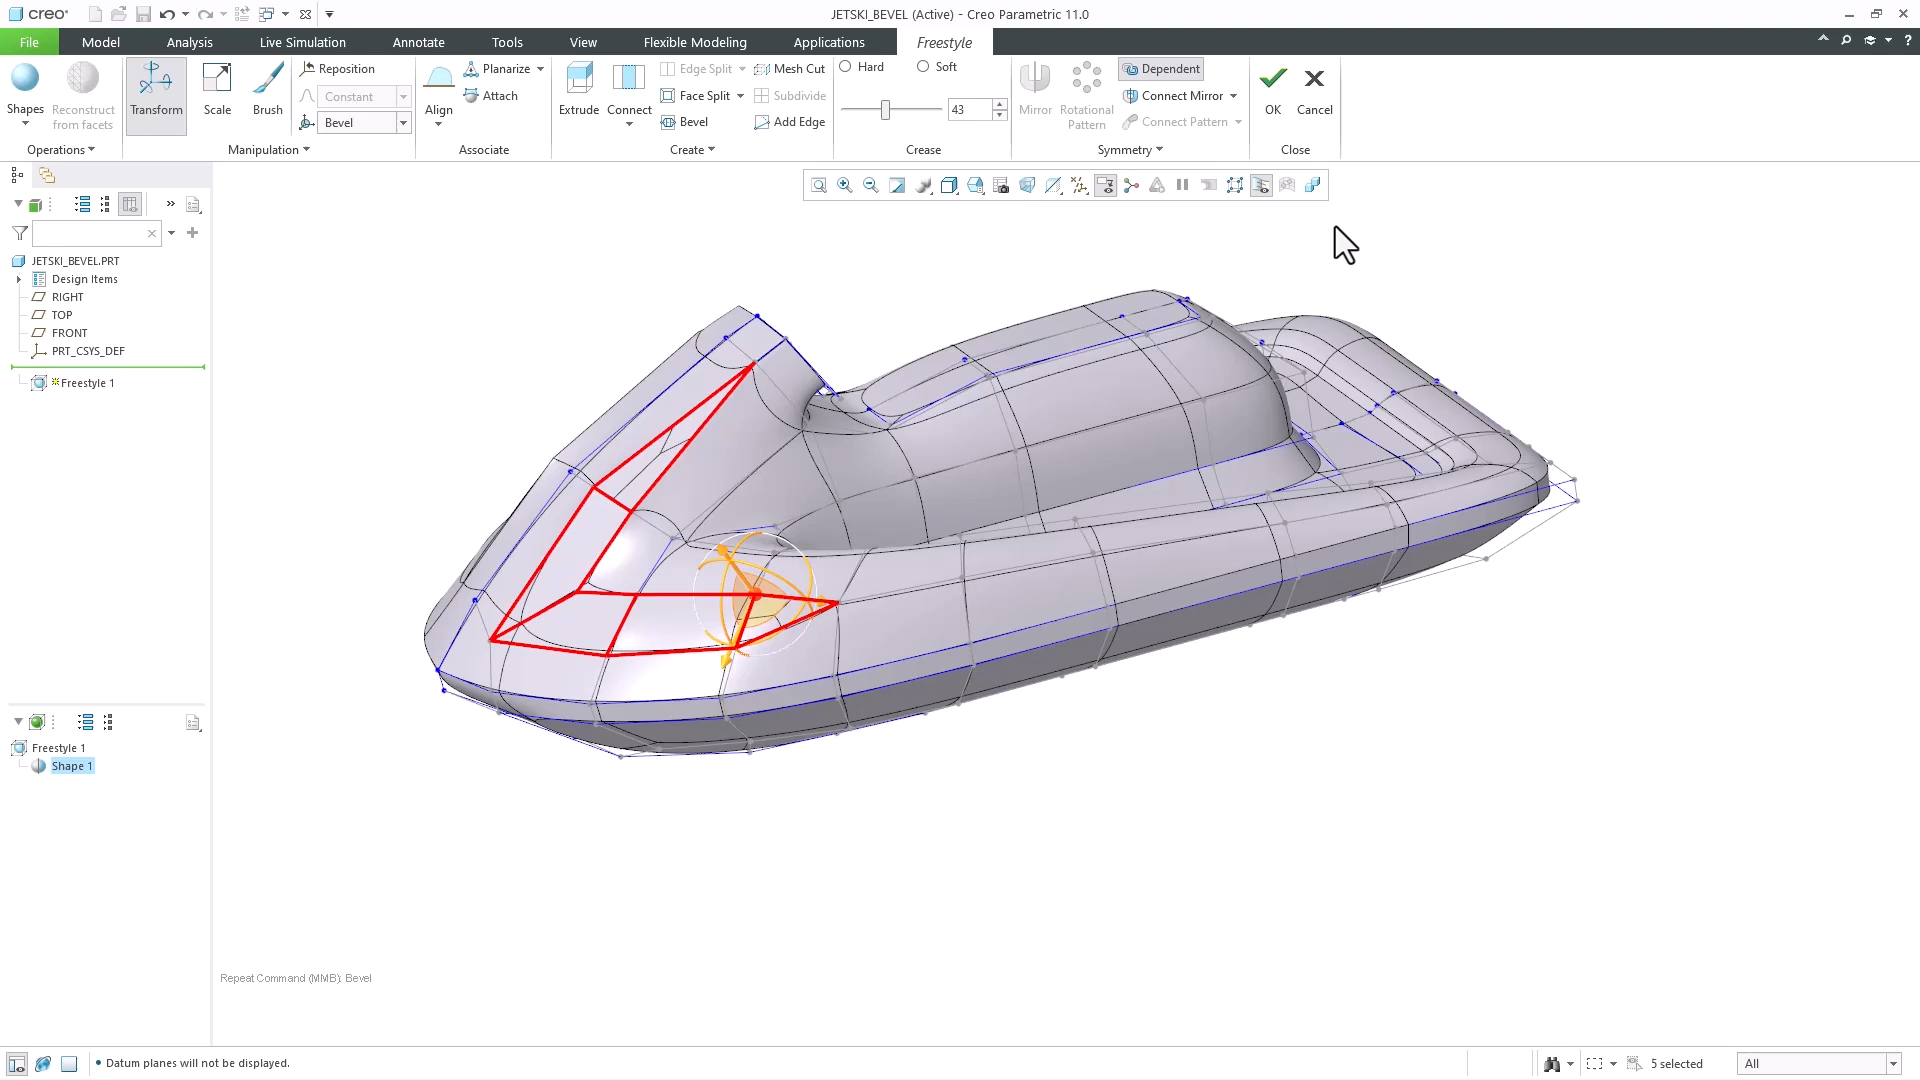 creo
JETSKI_BEVEL (Active) - Creo Parametric 11.0
File Model Analysis Live Simulation Annotate Tools View Flexible Modeling Applications Freestyle
Shapes
Reconstruct
from facets
Operations
Transform
Scale
Brush
Reposition
Constant
Bevel
Manipulation
Align
Planarize
Attach
Associate
Extrude
Connect
Edge Split
Face Split
Bevel
Mesh Cut
Subdivide
Add Edge
Create
Hard
Soft
43
Crease
Mirror
Rotational
Pattern
Dependent
Connect Mirror
Connect Pattern
Symmetry
OK
Cancel
Close
JETSKI_BEVEL.PRT
Design Items
RIGHT
TOP
FRONT
PRT_CSYS_DEF
Freestyle 1
Freestyle 1
Shape 1
Repeat Command (MMB): Bevel
Datum planes will not be displayed.
5 selected
All